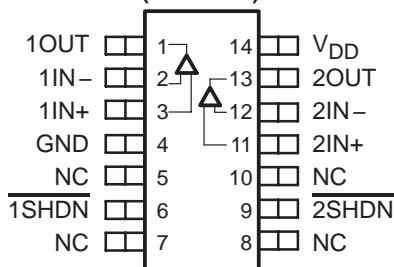 1OUT 1 14 VDD
1IN− 2 13 2OUT
1IN+ 3 12 2IN−
GND 4 11 2IN+
NC 5 10 NC
1SHDN 6 9 2SHDN
NC 7 8 NC